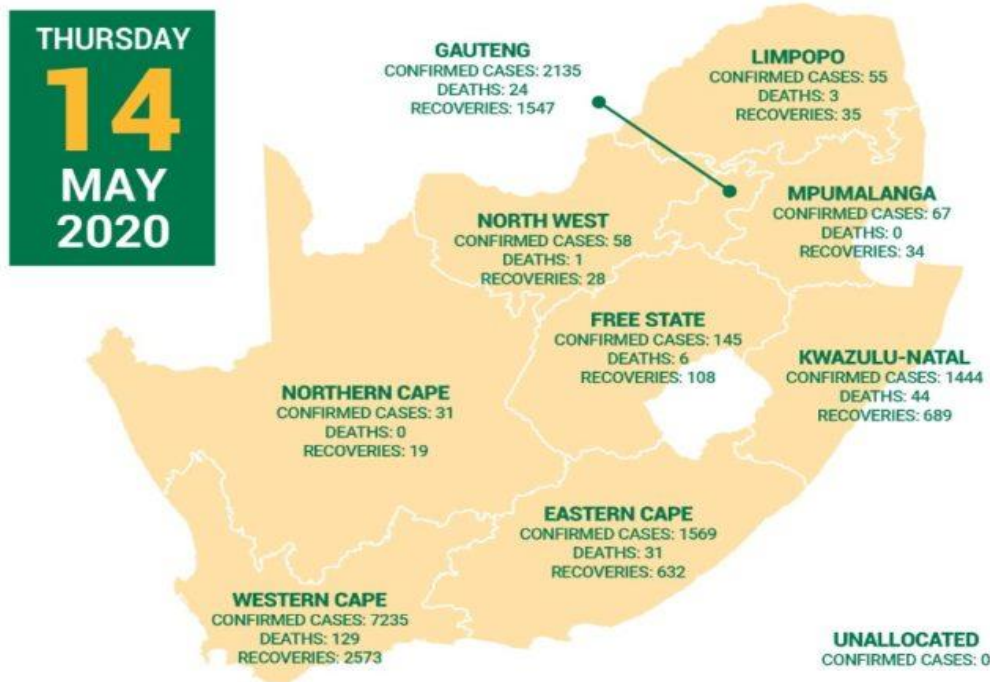 THURSDAY
14
MAY
2020
GAUTENG
CONFIRMED CASES: 2135
DEATHS: 24
RECOVERIES: 1547
LIMPOPO
CONFIRMED CASES: 55
DEATHS: 3
RECOVERIES: 35
MPUMALANGA
CONFIRMED CASES: 67
DEATHS: 0
RECOVERIES: 34
NORTH WEST
CONFIRMED CASES: 58
DEATHS: 1
RECOVERIES: 28
FREE STATE
CONFIRMED CASES: 145
DEATHS: 6
RECOVERIES: 108
KWAZULU-NATAL
CONFIRMED CASES: 1444
DEATHS: 44
RECOVERIES: 689
NORTHERN CAPE
CONFIRMED CASES: 31
DEATHS: 0
RECOVERIES: 19
EASTERN CAPE
CONFIRMED CASES: 1569
DEATHS: 31
RECOVERIES: 632
WESTERN CAPE
CONFIRMED CASES: 7235
DEATHS: 129
RECOVERIES: 2573
UNALLOCATED
CONFIRMED CASES: 0